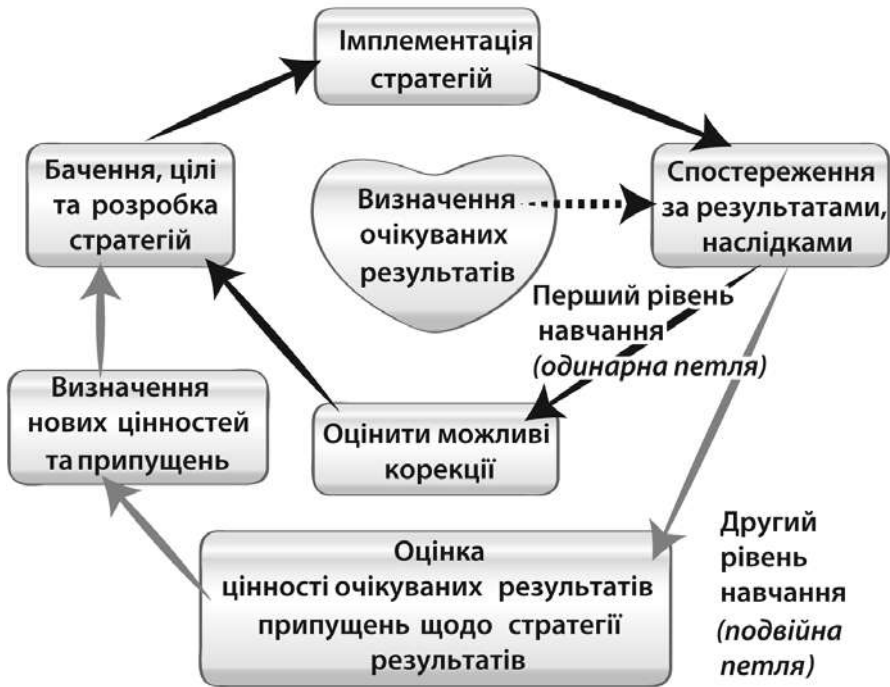 Імплементація
стратегій
Бачення, цілі
та розробка
стратегій
Визначення
очікуваних
результатів
Спостереження
за результатами,
наслідками
Перший рівень
навчання
(одинарна петля)
Визначення
нових цінностей
та припущень
Оцінити можливі
корекції
Оцінка
цінності очікуваних результатів
припущень щодо стратегії
результатів
Другий
рівень
навчання
(подвійна
петля)